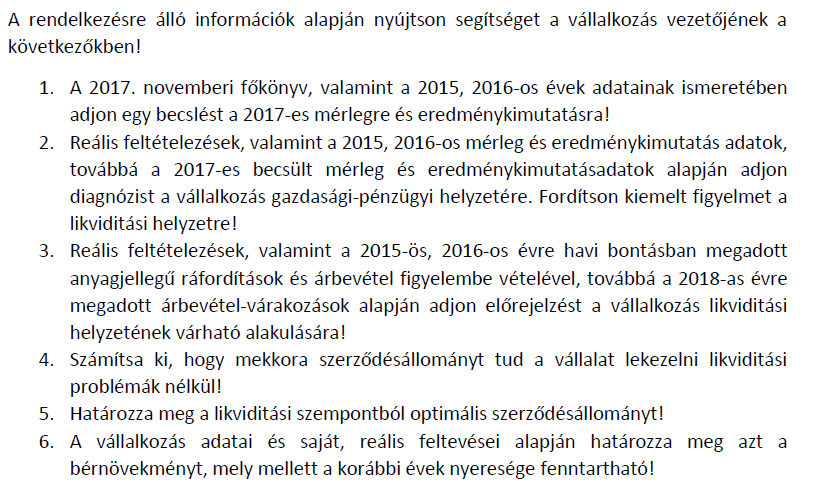 A rendelkezésre álló információk alapján nyújtson segítséget a vállalkozás vezetőjének a
következőkben!
1. A 2017. novemberi főkönyv, valamint a 2015, 2016-os évek adatainak ismeretében
adjon egy becslést a 2017-es mérlegre és eredménykimutatásra!
2. Reális feltételezések, valamint a 2015, 2016-os mérleg és eredménykimutatás adatok,
továbbá a 2017-es becsült mérleg és eredménykimutatásadatok alapján adjon
diagnózist a vállalkozás gazdasági-pénzügyi helyzetére. Fordítson kiemelt figyelmet a
likviditási helyzetre!
3. Reális feltételezések, valamint a 2015-ös, 2016-os évre havi bontásban megadott
anyagjellegű ráfordítások és árbevétel figyelembe vételével, továbbá a 2018-as évre
megadott árbevétel-várakozások alapján adjon előrejelzést a vállalkozás likviditási
helyzetének várható alakulására!
4. Számítsa ki, hogy mekkora szerződésállományt tud a vállalat lekezelni likviditási
problémák nélkül!
5. Határozza meg a likviditási szempontból optimális szerződésállományt!
6. A vállalkozás adatai és saját, reális feltevései alapján határozza meg azt a
bérnövekményt, mely mellett a korábbi évek nyeresége fenntartható!